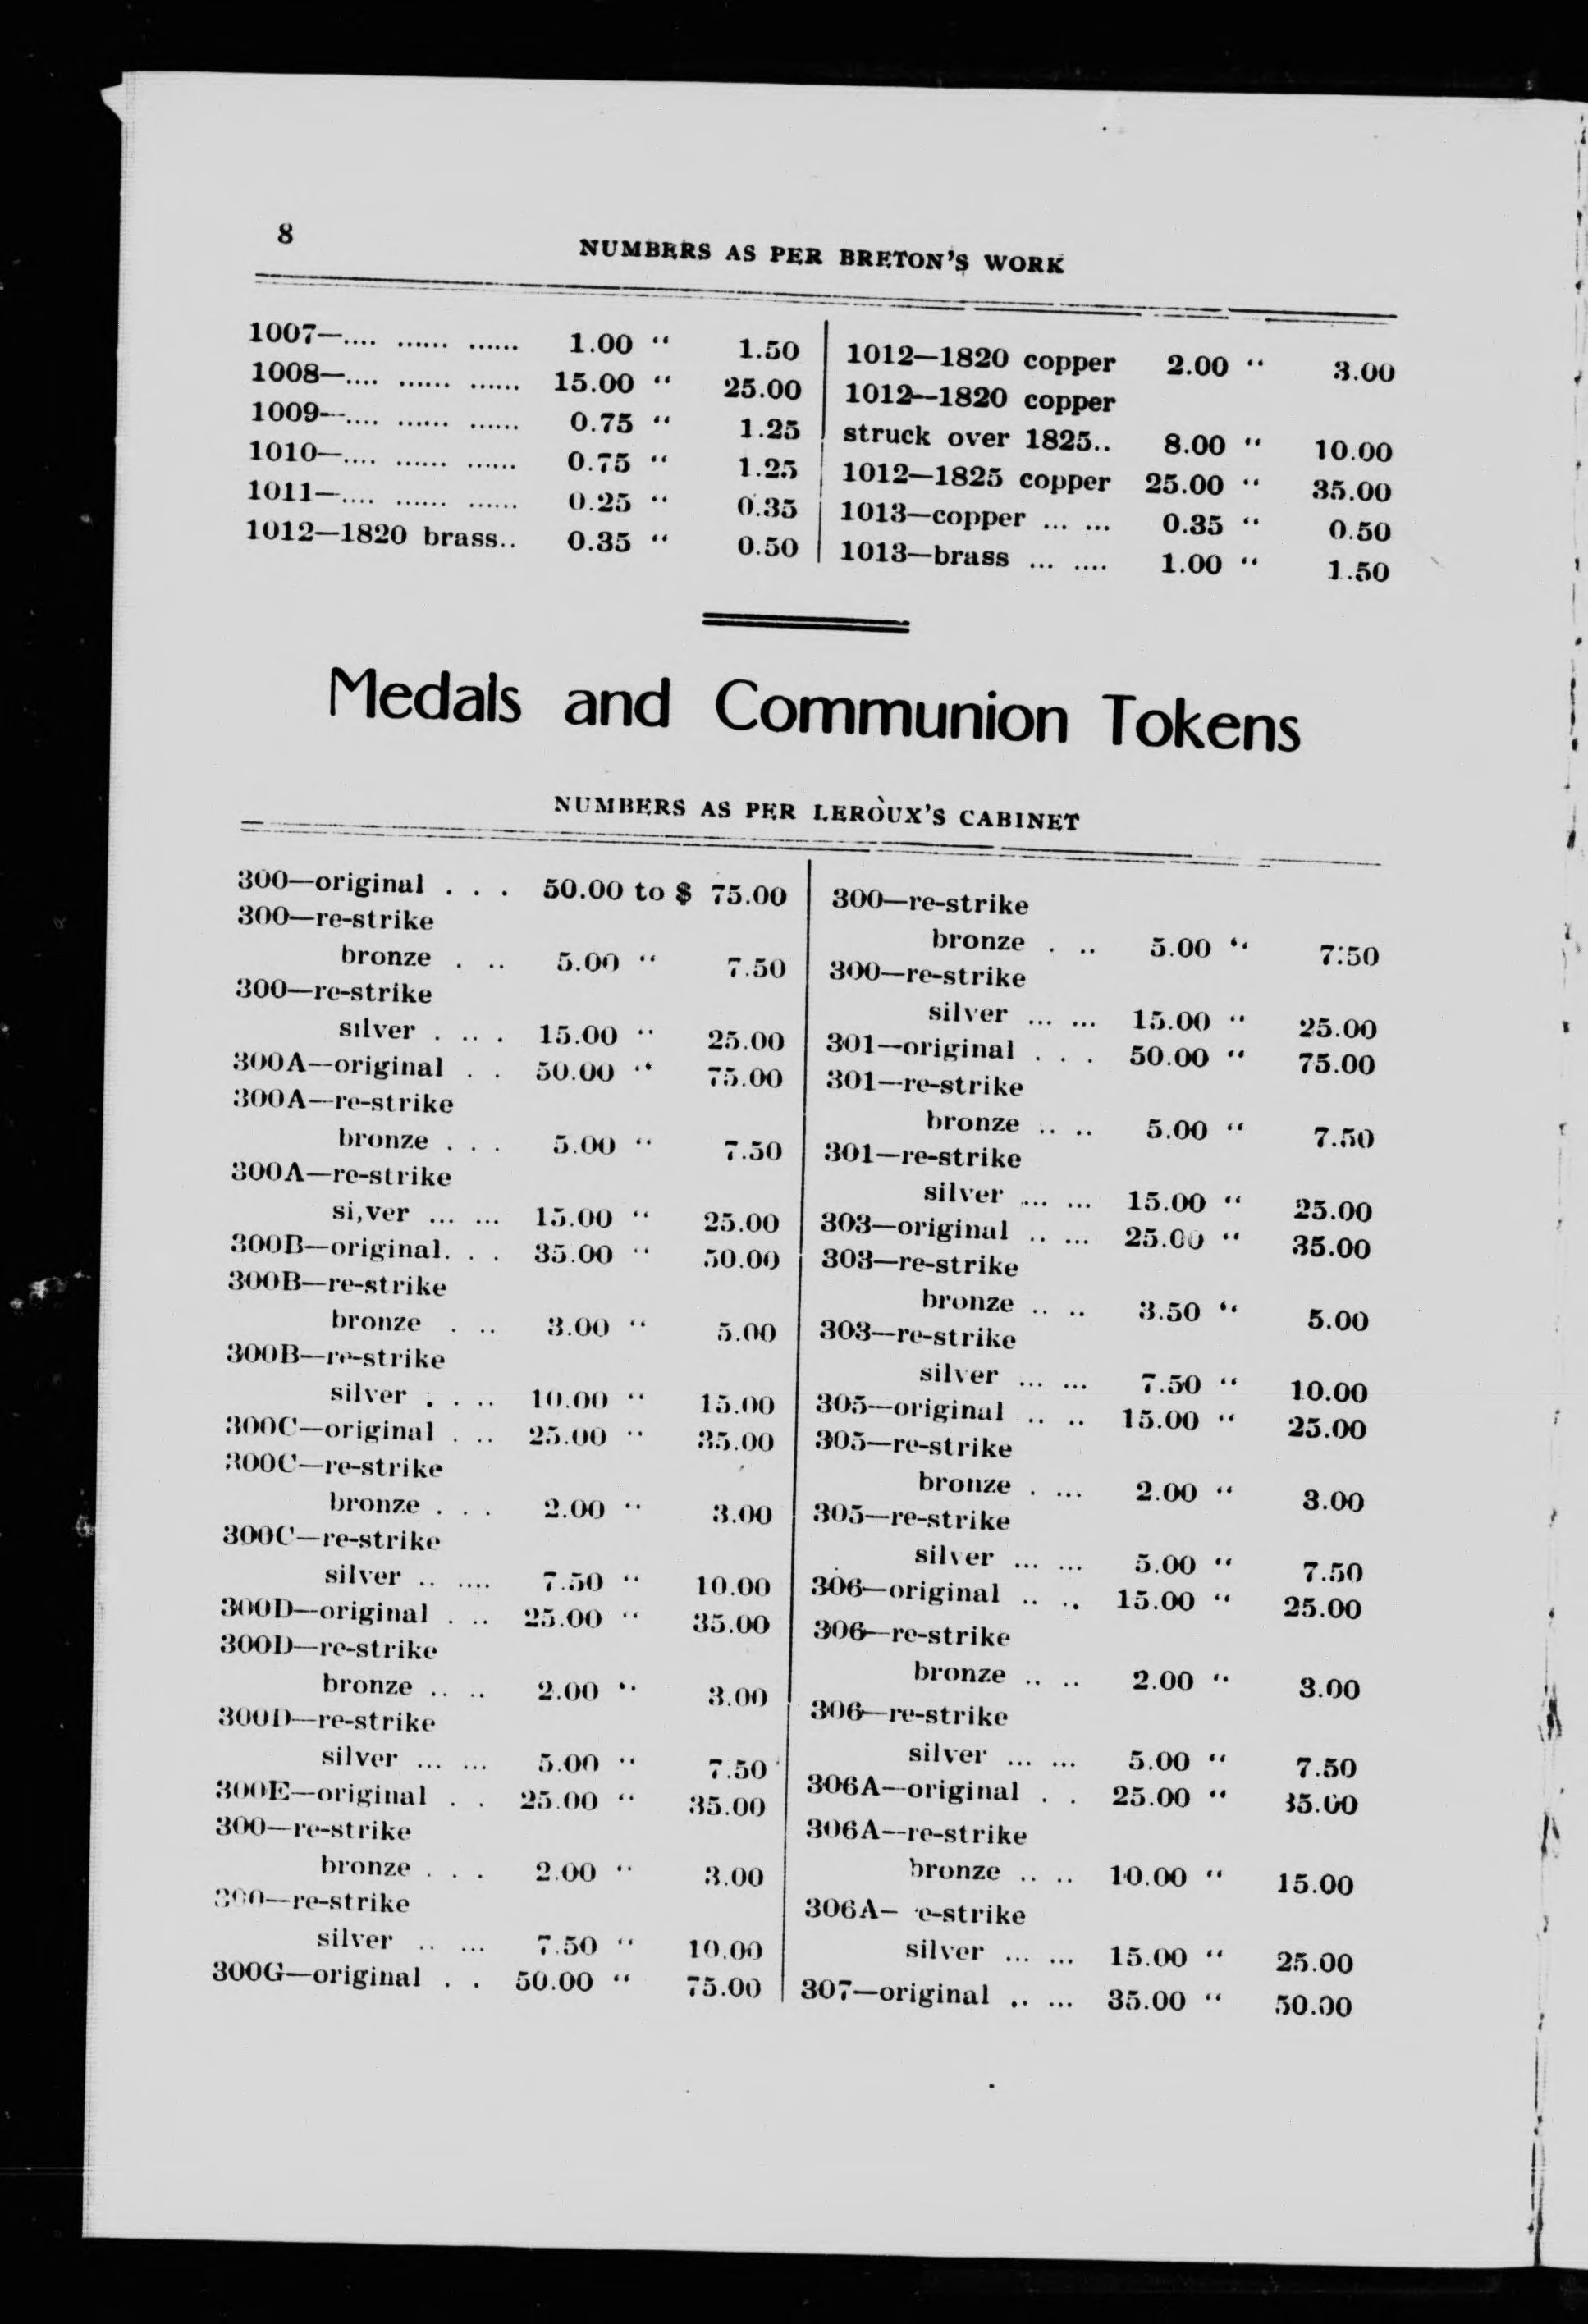 8
NUMBERS AS PER BRETON'S WORK
1007—.... ...... ...... 1.00 " 1.50
1008—.... ...... ...... 15.00 " 25.00
1009—.... ...... ...... 0.75 " 1.25
1010—.... ...... ...... 0.75 " 1.25
1011—.... ...... ...... 0.25 " 0.35
1012—1820 brass.. 0.35 " 0.50
1012—1820 copper 2.00 " 3.00
1012—1820 copper
struck over 1825.. 8.00 " 10.00
1012—1825 copper 25.00 " 35.00
1013—copper ... ... 0.35 " 0.50
1013—brass ... .... 1.00 " 1.50
Medals and Communion Tokens
NUMBERS AS PER LEROUX'S CABINET
300—original . . . 50.00 to $ 75.00
300—re-strike
bronze . .. 5.00 " 7.50
300—re-strike
silver . .. . 15.00 " 25.00
300A—original . . 50.00 " 75.00
300A—re-strike
bronze . . . 5.00 " 7.50
300A—re-strike
si,ver ... ... 15.00 " 25.00
300B—original. . . 35.00 " 50.00
300B—re-strike
bronze . .. 3.00 " 5.00
300B—re-strike
silver . . .. 10.00 " 15.00
300C—original . .. 25.00 " 35.00
300C—re-strike
bronze . . . 2.00 " 3.00
300C—re-strike
silver .. .... 7.50 " 10.00
300D—original . .. 25.00 " 35.00
300D—re-strike
bronze .. .. 2.00 " 3.00
300D—re-strike
silver ... ... 5.00 " 7.50
300E—original . . 25.00 " 35.00
300—re-strike
bronze . . . 2.00 " 3.00
300—re-strike
silver .. ... 7.50 " 10.00
300G—original . . 50.00 " 75.00
300—re-strike
bronze . .. 5.00 " 7:50
300—re-strike
silver ... ... 15.00 " 25.00
301—original . . . 50.00 " 75.00
301—re-strike
bronze .. .. 5.00 " 7.50
301—re-strike
silver ... ... 15.00 " 25.00
303—original .. ... 25.00 " 35.00
303—re-strike
bronze .. .. 3.50 " 5.00
303—re-strike
silver ... ... 7.50 " 10.00
305—original .. .. 15.00 " 25.00
305—re-strike
bronze . ... 2.00 " 3.00
305—re-strike
silver ... ... 5.00 " 7.50
306—original .. .. 15.00 " 25.00
306—re-strike
bronze .. .. 2.00 " 3.00
306—re-strike
silver ... ... 5.00 " 7.50
306A—original . . 25.00 " 35.00
306A—re-strike
bronze .. .. 10.00 " 15.00
306A— e-strike
silver ... ... 15.00 " 25.00
307—original .. ... 35.00 " 50.00